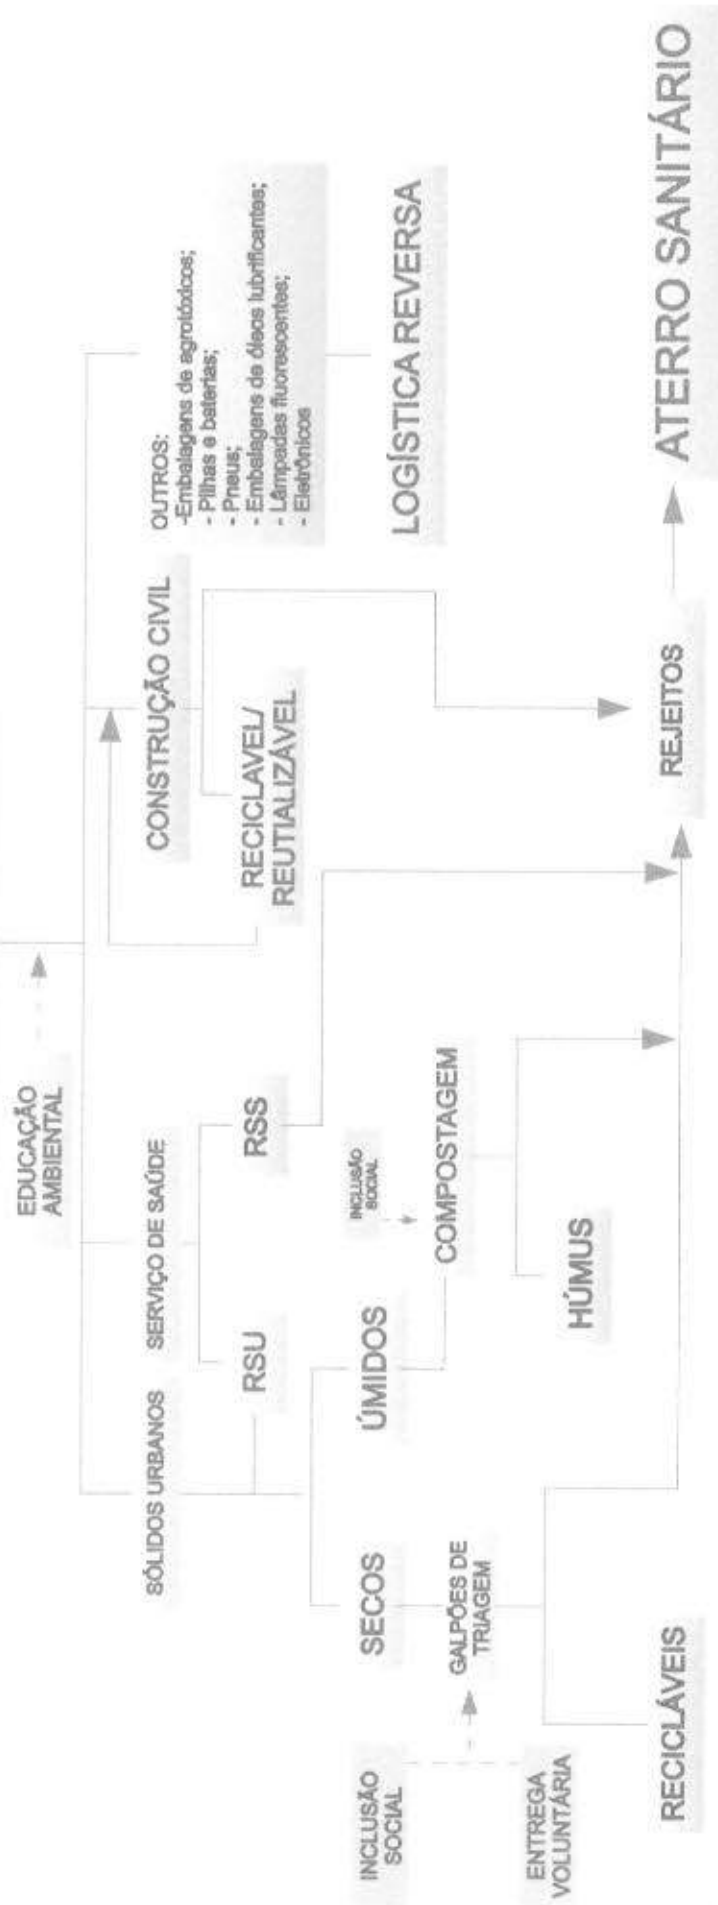 EDUCAÇÃO
AMBIENTAL
SÓLIDOS URBANOS
SERVIÇO DE SAÚDE
CONSTRUÇÃO CIVIL
OUTROS:
-Embalagens de agrotóxicos;
- Pilhas e baterias;
- Pneus;
- Embalagens de óleos lubrificantes;
- Lâmpadas fluorescentes;
- Eletrônicos
RSU
RSS
RECICLAVEL/
REUTIALIZÁVEL
LOGÍSTICA REVERSA
INCLUSÃO
SOCIAL
SECOS
ÚMIDOS
INCLUSÃO
SOCIAL
GALPÕES DE
TRIAGEM
COMPOSTAGEM
ENTREGA
VOLUNTÁRIA
HÚMUS
RECICLÁVEIS
REJEITOS
ATERRO SANITÁRIO